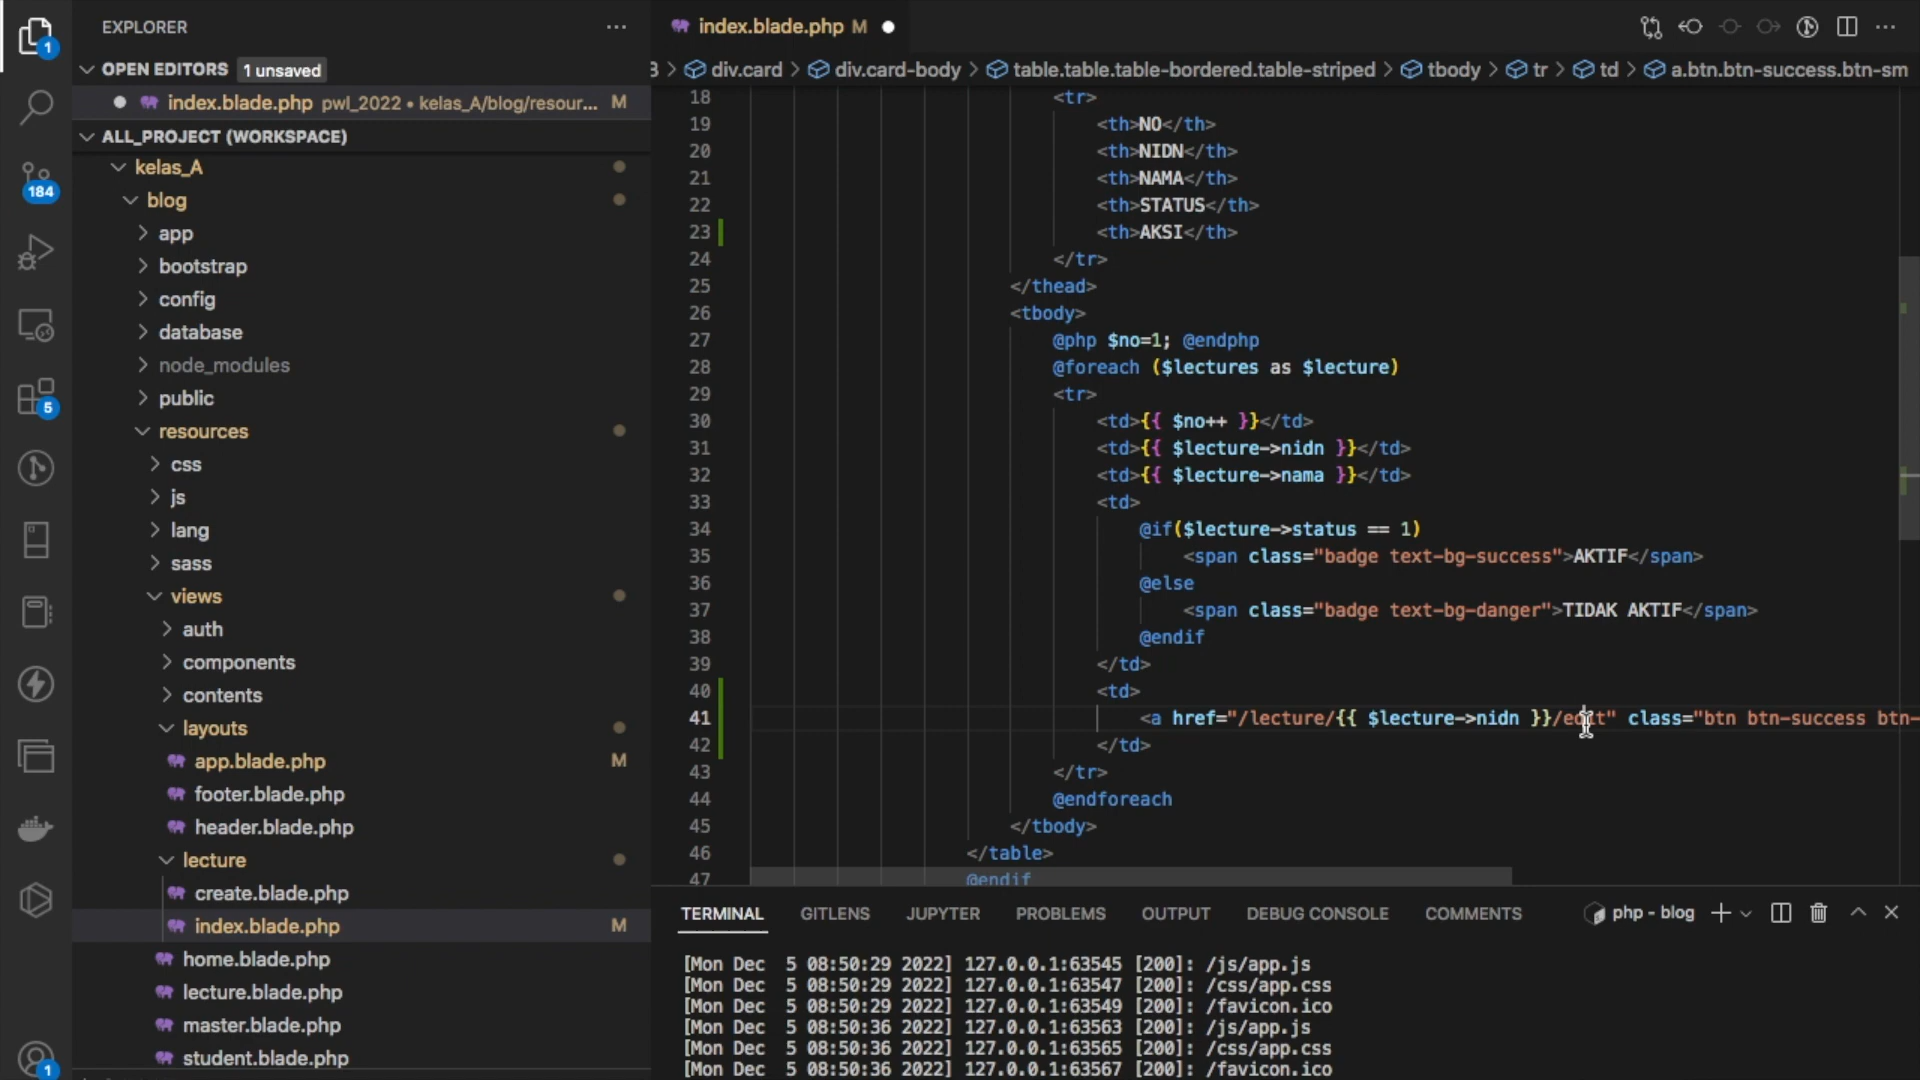 EXPLORER
OPEN EDITORS 1 unsaved
index.blade.php pwl_2022 • kelas_A/blog/resour... M
ALL_PROJECT (WORKSPACE)
kelas_A
blog
app
bootstrap
config
database
node_modules
public
resources
css
js
lang
sass
views
auth
components
contents
layouts
app.blade.php M
footer.blade.php
header.blade.php
lecture
create.blade.php
index.blade.php M
home.blade.php
lecture.blade.php
master.blade.php
student.blade.php
1
184
5
1
index.blade.php M
div.card > div.card-body > table.table.table-bordered.table-striped > tbody > tr > td > a.btn.btn-success.btn-sm
18 <tr>
19 <th>NO</th>
20 <th>NIDN</th>
21 <th>NAMA</th>
22 <th>STATUS</th>
23 <th>AKSI</th>
24 </tr>
25 </thead>
26 <tbody>
27 @php $no=1; @endphp
28 @foreach ($lectures as $lecture)
29 <tr>
30 <td>{{ $no++ }}</td>
31 <td>{{ $lecture->nidn }}</td>
32 <td>{{ $lecture->nama }}</td>
33 <td>
34 @if($lecture->status == 1)
35 <span class="badge text-bg-success">AKTIF</span>
36 @else
37 <span class="badge text-bg-danger">TIDAK AKTIF</span>
38 @endif
39 </td>
40 <td>
41 <a href="/lecture/{{ $lecture->nidn }}/edit" class="btn btn-success btn-
42 </td>
43 </tr>
44 @endforeach
45 </tbody>
46 </table>
47 @endif
TERMINAL GITLENS JUPYTER PROBLEMS OUTPUT DEBUG CONSOLE COMMENTS php - blog
[Mon Dec  5 08:50:29 2022] 127.0.0.1:63545 [200]: /js/app.js
[Mon Dec  5 08:50:29 2022] 127.0.0.1:63547 [200]: /css/app.css
[Mon Dec  5 08:50:29 2022] 127.0.0.1:63549 [200]: /favicon.ico
[Mon Dec  5 08:50:36 2022] 127.0.0.1:63563 [200]: /js/app.js
[Mon Dec  5 08:50:36 2022] 127.0.0.1:63565 [200]: /css/app.css
[Mon Dec  5 08:50:36 2022] 127.0.0.1:63567 [200]: /favicon.ico